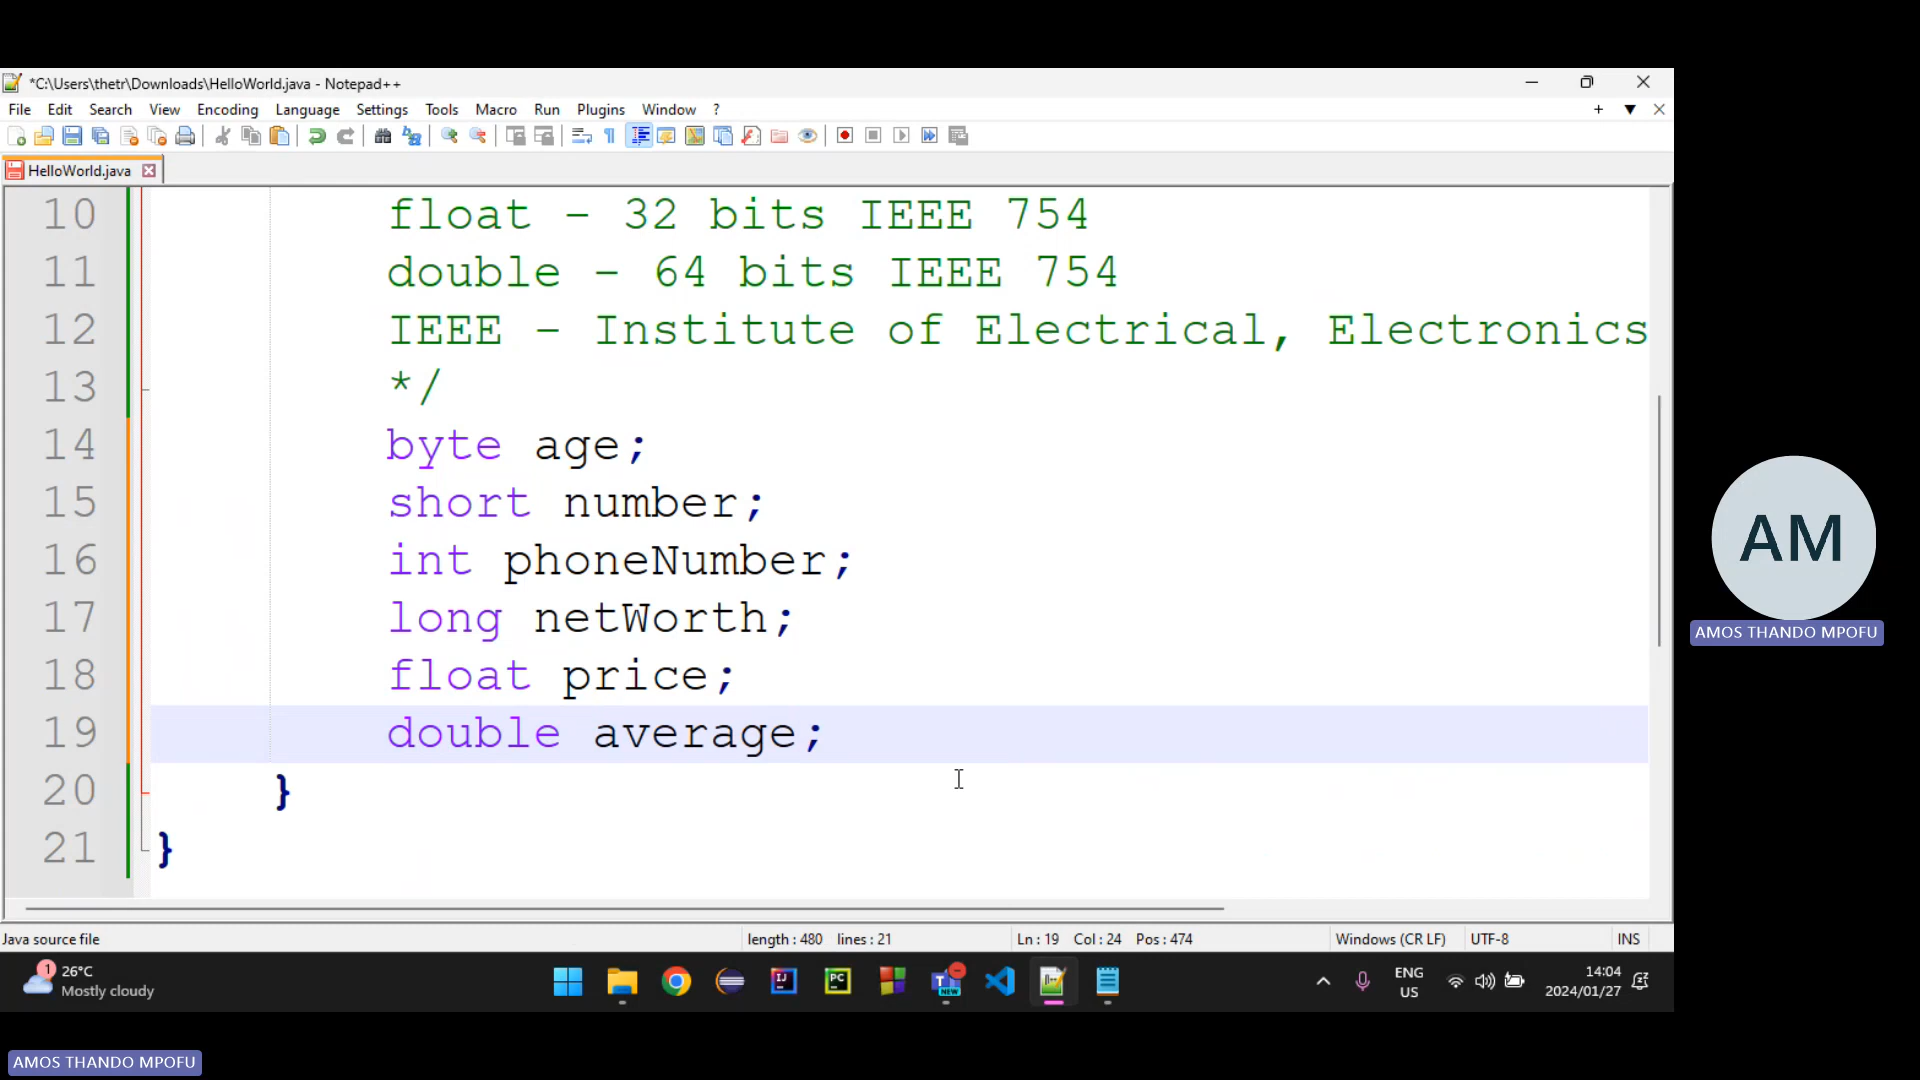 *C:\Users\thetr\Downloads\HelloWorld.java - Notepad++
File Edit Search View Encoding Language Settings Tools Macro Run Plugins Window ?
HelloWorld.java
10 float - 32 bits IEEE 754
11 double - 64 bits IEEE 754
12 IEEE - Institute of Electrical, Electronics
13 */
14 byte age;
15 short number;
16 int phoneNumber;
17 long netWorth;
18 float price;
19 double average;
20 }
21 }
AM
AMOS THANDO MPOFU
Java source file length : 480 lines : 21 Ln : 19 Col : 24 Pos : 474 Windows (CR LF) UTF-8 INS
1 26°C
Mostly cloudy
IJ PC NEW
ENG
US
14:04
2024/01/27
AMOS THANDO MPOFU